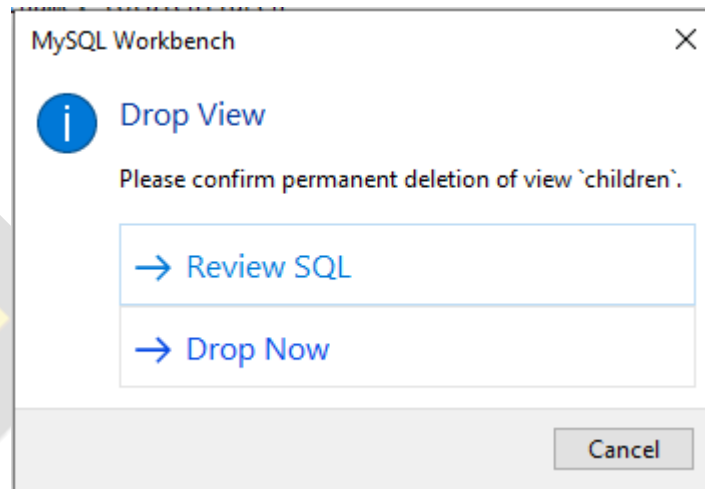 MySQL Workbench
Drop View
Please confirm permanent deletion of view `children`.
→ Review SQL
→ Drop Now
Cancel